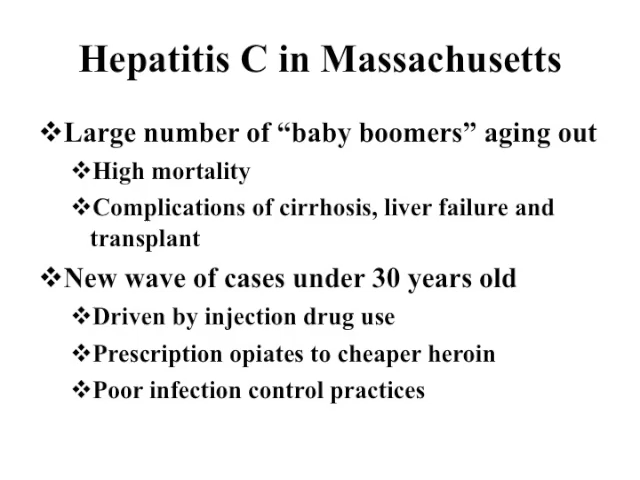 Hepatitis C in Massachusetts
❖Large number of “baby boomers” aging out
❖High mortality
❖Complications of cirrhosis, liver failure and
transplant
❖New wave of cases under 30 years old
❖Driven by injection drug use
❖Prescription opiates to cheaper heroin
❖Poor infection control practices